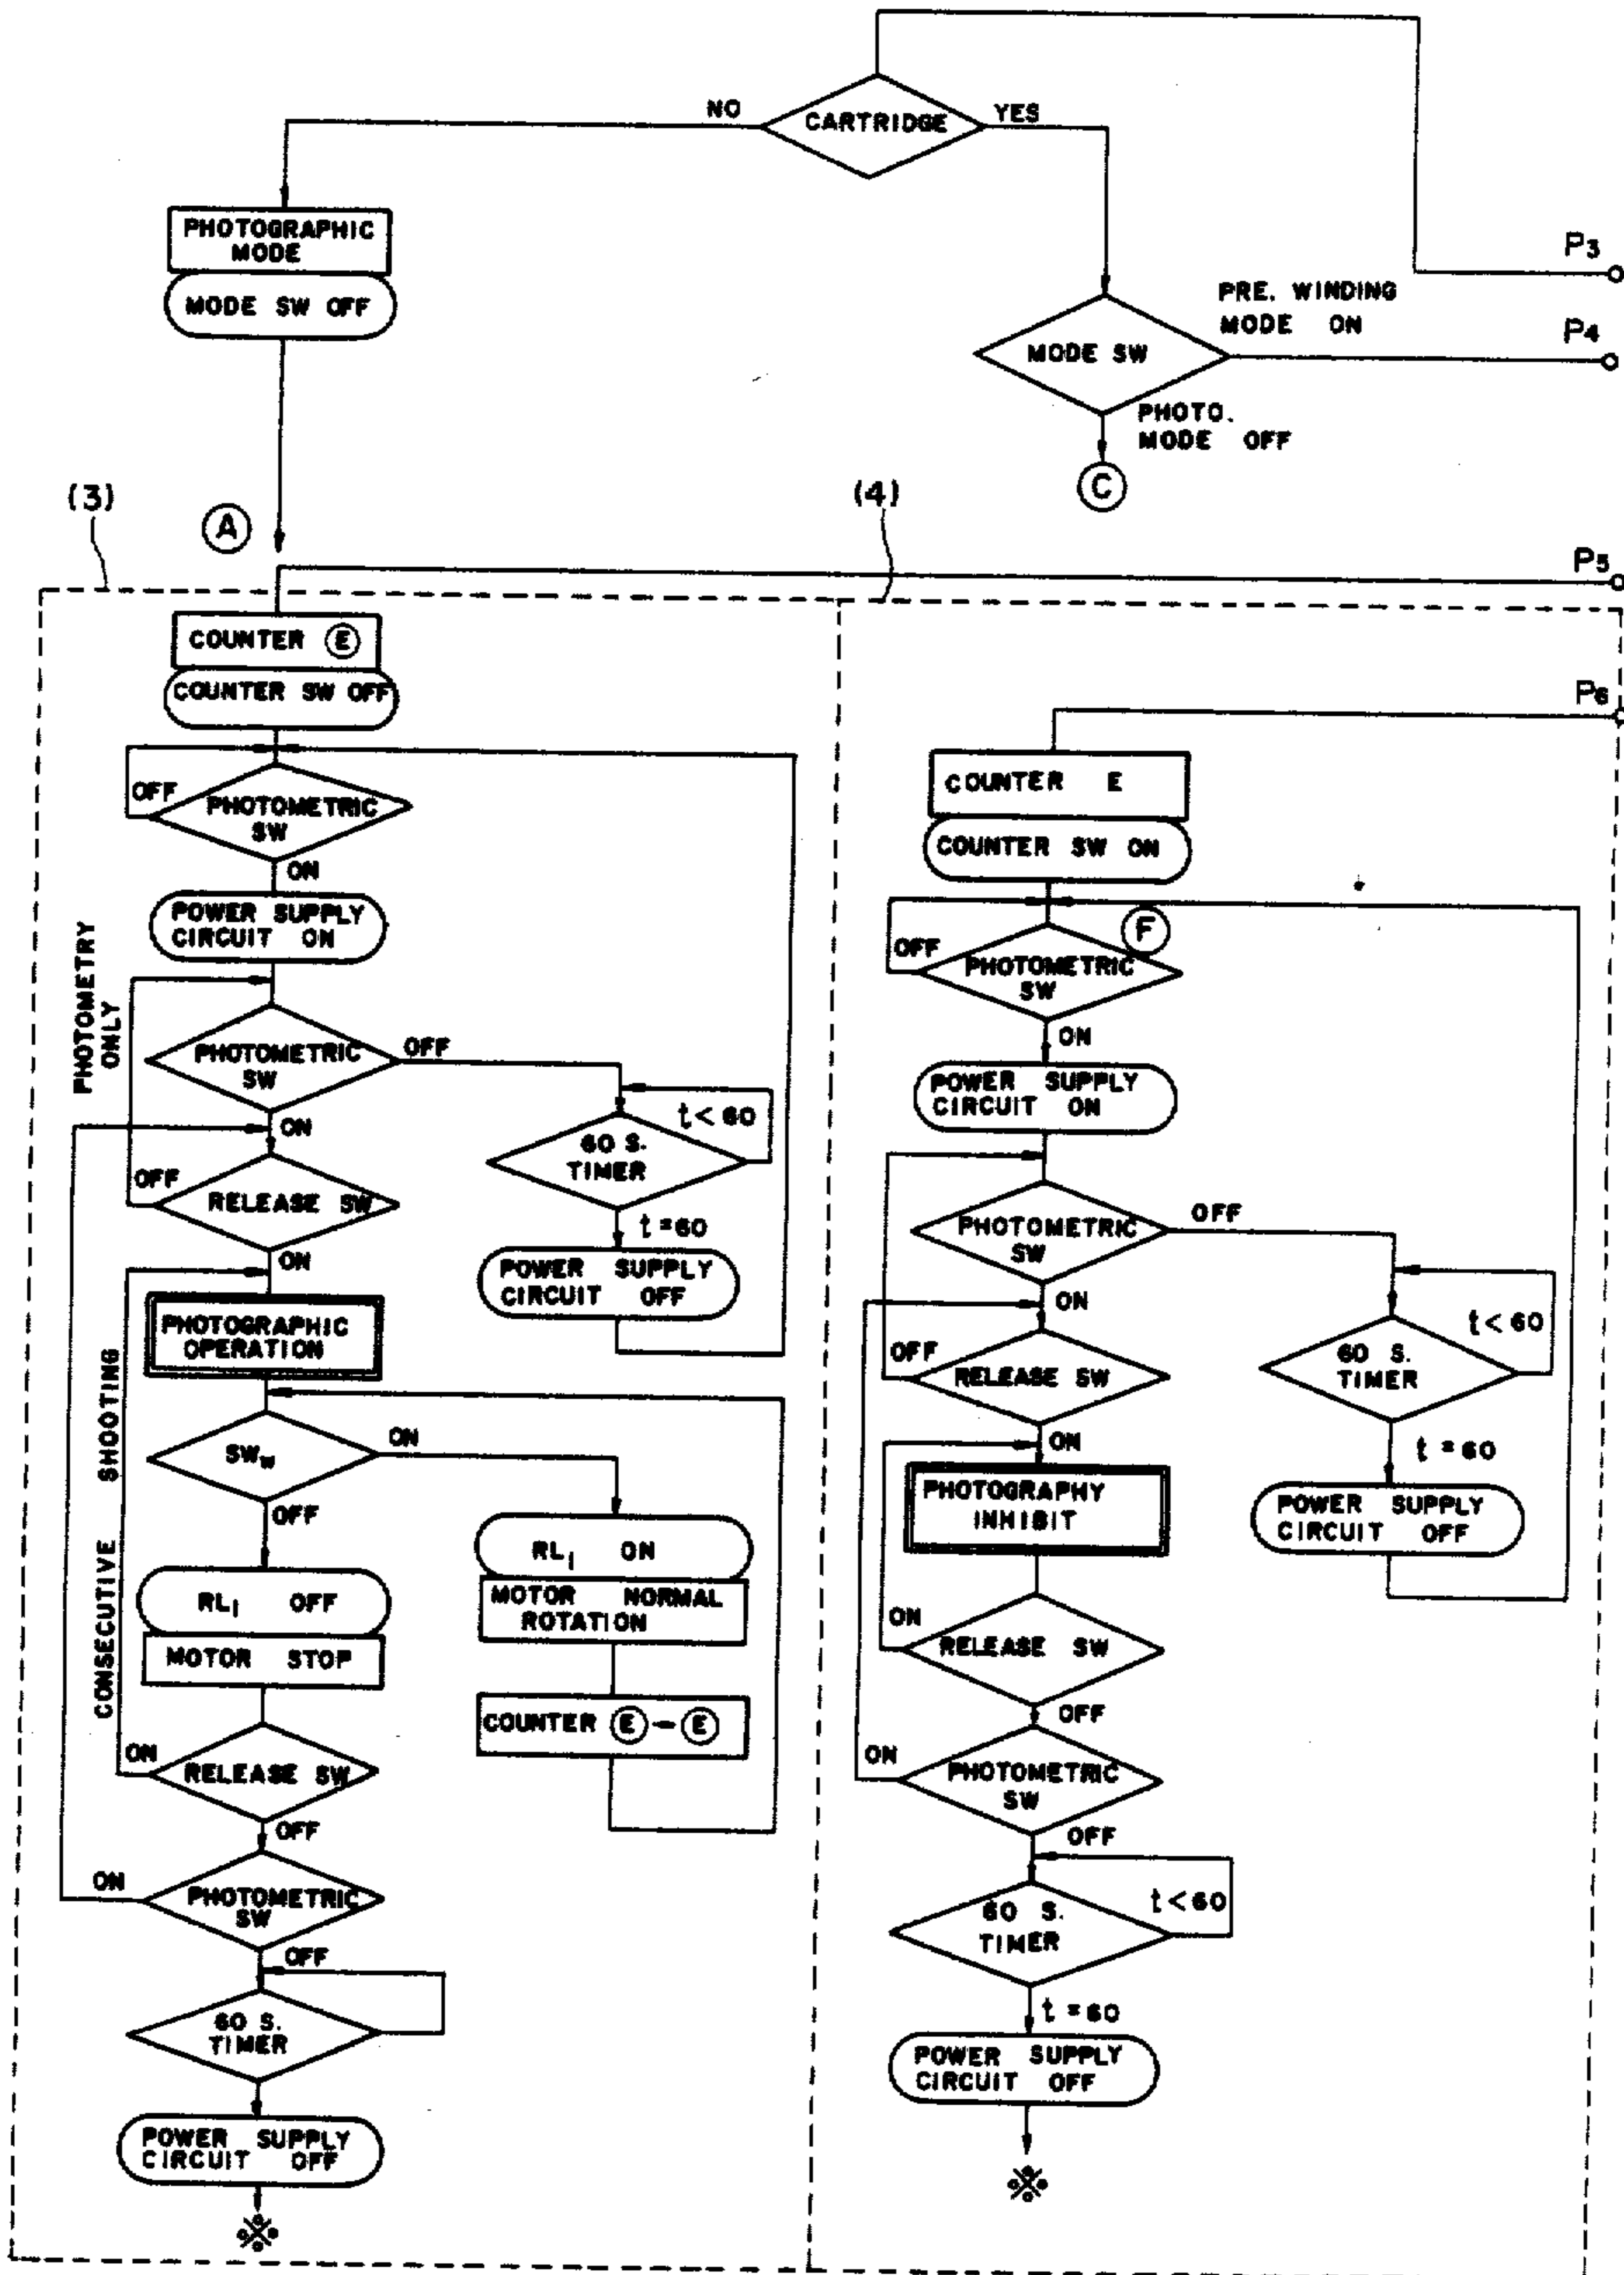 CARTRIDGE
NO
YES
P3
PHOTOGRAPHIC
MODE
MODE SW OFF
PRE. WINDING
MODE ON
P4
MODE SW
PHOTO.
MODE OFF
C
(3)
A
(4)
P5
COUNTER E
COUNTER SW OFF
OFF
PHOTOMETRIC
SW
ON
POWER SUPPLY
CIRCUIT ON
PHOTOMETRY
ONLY
PHOTOMETRIC
SW
OFF
ON
t < 60
60 S.
TIMER
t = 60
POWER SUPPLY
CIRCUIT OFF
OFF
RELEASE SW
ON
PHOTOGRAPHIC
OPERATION
CONSECUTIVE SHOOTING
SWw
ON
OFF
RL1 ON
MOTOR NORMAL
ROTATION
COUNTER E - E
RL1 OFF
MOTOR STOP
ON
RELEASE SW
OFF
ON
PHOTOMETRIC
SW
OFF
60 S.
TIMER
POWER SUPPLY
CIRCUIT OFF
※
P6
COUNTER E
COUNTER SW ON
F
OFF
PHOTOMETRIC
SW
ON
POWER SUPPLY
CIRCUIT ON
PHOTOMETRIC
SW
OFF
ON
t < 60
60 S.
TIMER
t = 60
POWER SUPPLY
CIRCUIT OFF
OFF
RELEASE SW
ON
PHOTOGRAPHY
INHIBIT
ON
RELEASE SW
OFF
ON
PHOTOMETRIC
SW
OFF
t < 60
60 S.
TIMER
t = 60
POWER SUPPLY
CIRCUIT OFF
※